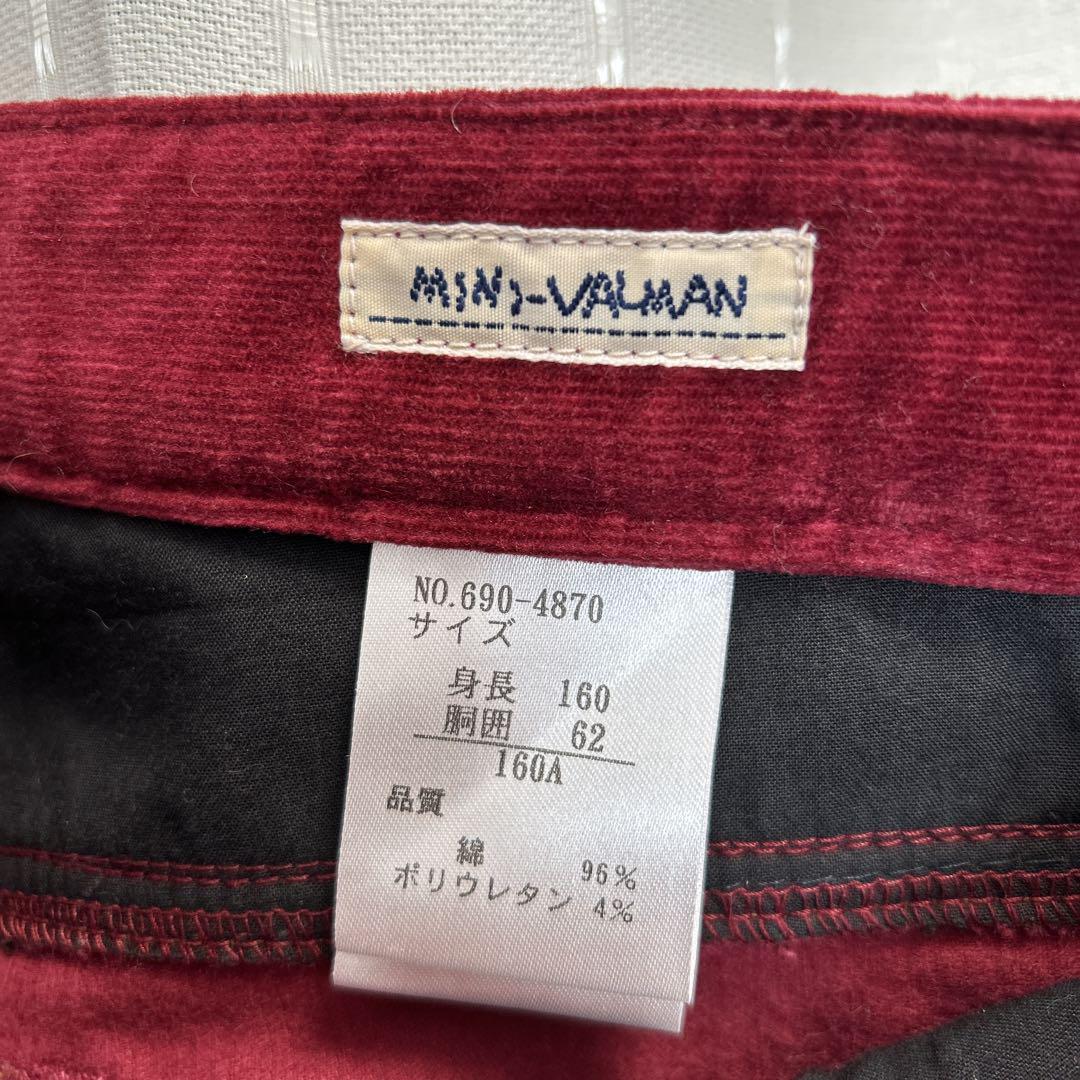 MINI-VALMAN
NO.690-4870
サイズ
身長 160
胴囲 62
160A
品質
綿 96%
ポリウレタン 4%